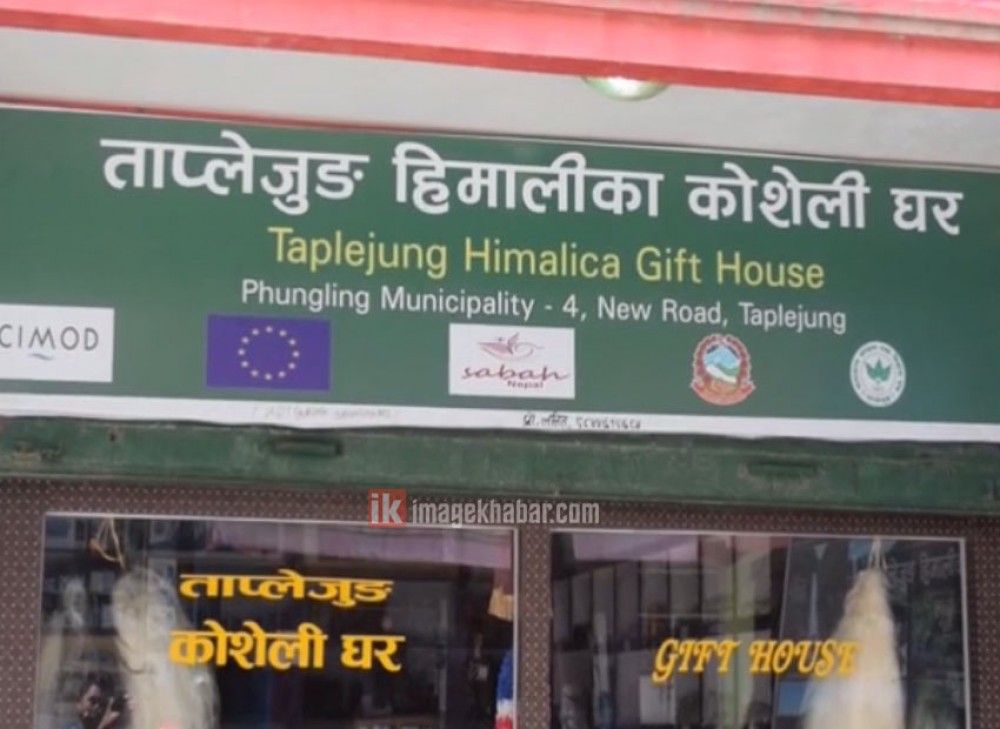 ताप्लेजुङ हिमालीका कोशेली घर
Taplejung Himalica Gift House
Phungling Municipality - 4, New Road, Taplejung
CIMOD
sabah
Nepal
ik imagekhabar.com
ताप्लेजुङ
कोशेली घर
GIFT HOUSE